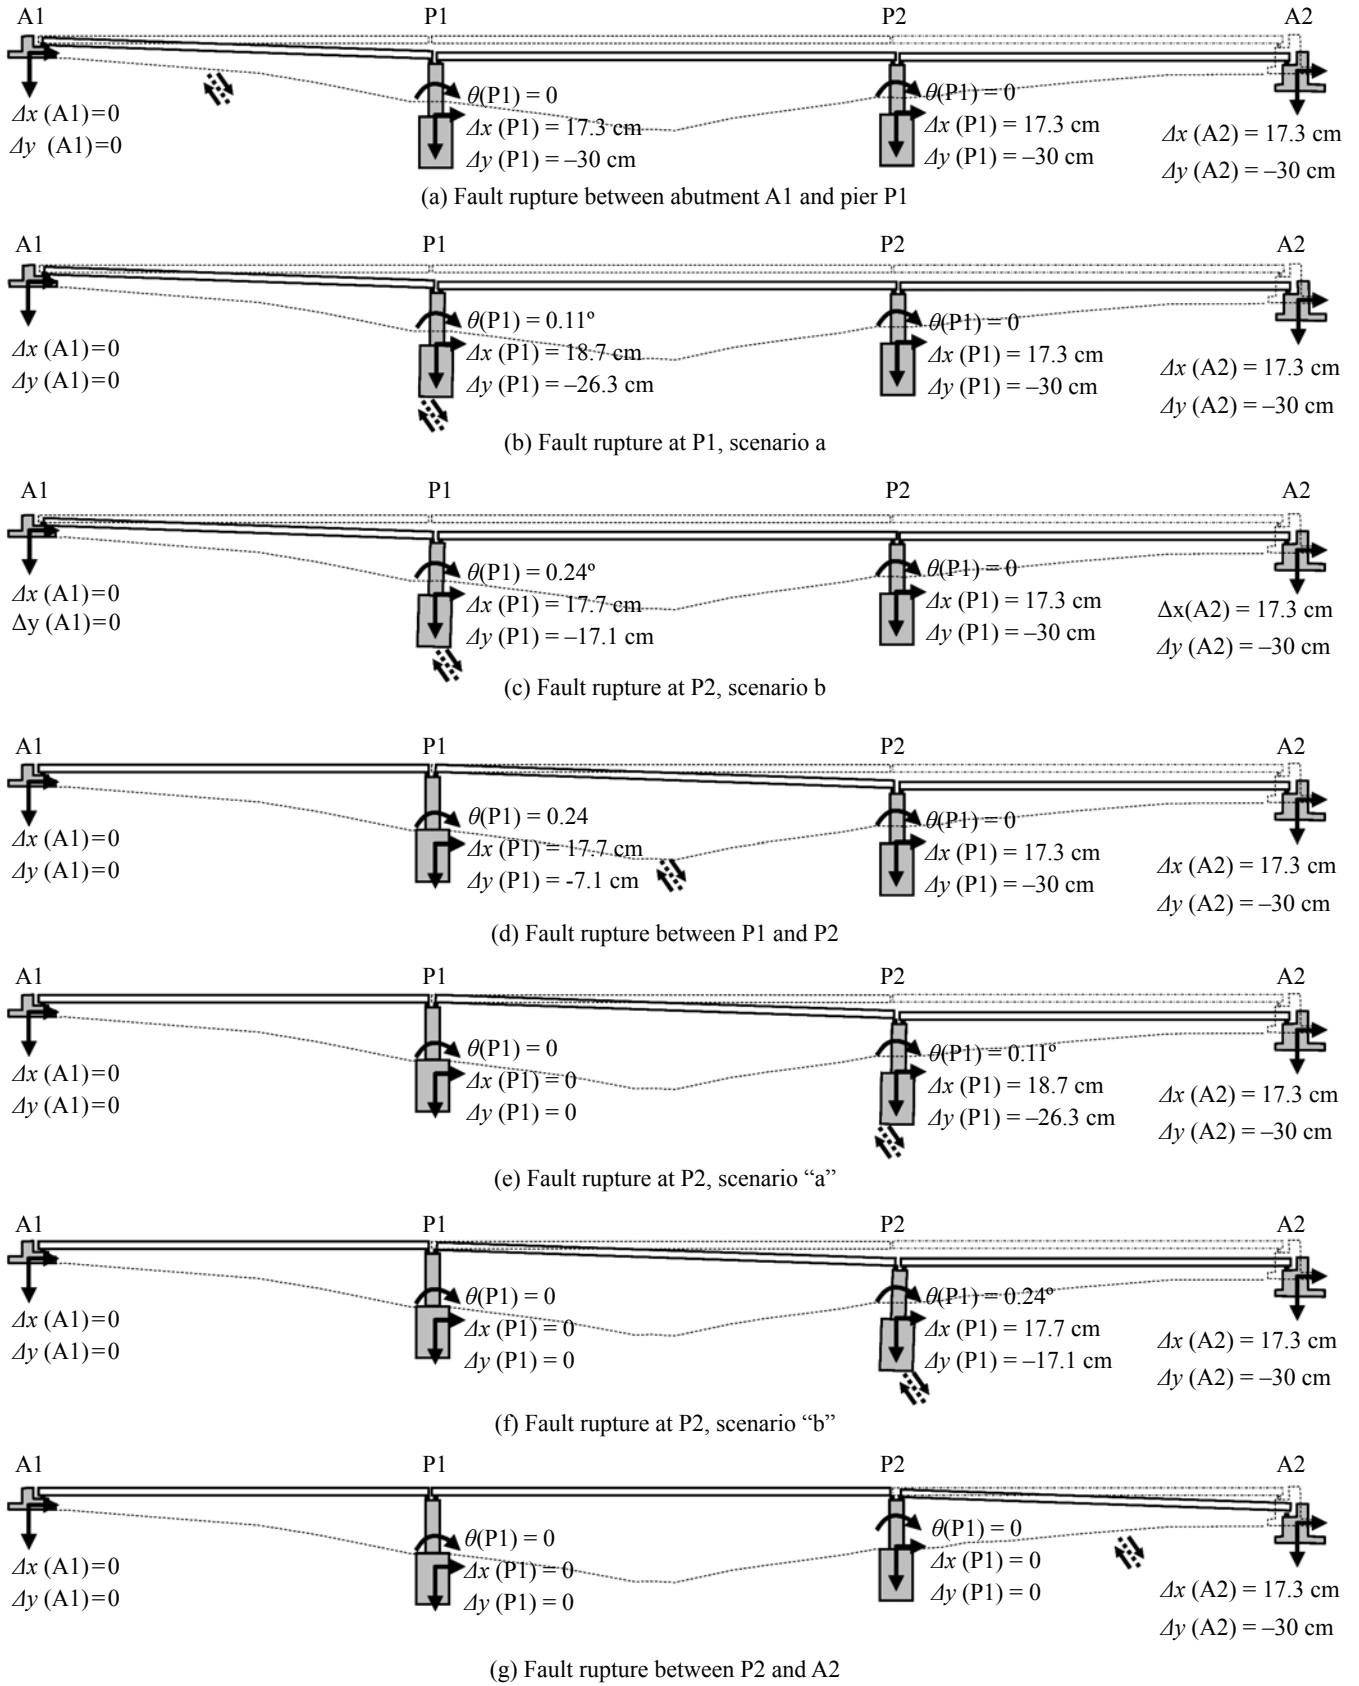 A1 P1 P2 A2
θ(P1) = 0 θ(P1) = 0
Δx (A1)=0 Δx (P1) = 17.3 cm Δx (P1) = 17.3 cm Δx (A2) = 17.3 cm
Δy (A1)=0 Δy (P1) = –30 cm Δy (P1) = –30 cm Δy (A2) = –30 cm
(a) Fault rupture between abutment A1 and pier P1
A1 P1 P2 A2
θ(P1) = 0.11º θ(P1) = 0
Δx (A1)=0 Δx (P1) = 18.7 cm Δx (P1) = 17.3 cm Δx (A2) = 17.3 cm
Δy (A1)=0 Δy (P1) = –26.3 cm Δy (P1) = –30 cm Δy (A2) = –30 cm
(b) Fault rupture at P1, scenario a
A1 P1 P2 A2
θ(P1) = 0.24º θ(P1) = 0
Δx (A1)=0 Δx (P1) = 17.7 cm Δx (P1) = 17.3 cm Δx(A2) = 17.3 cm
Δy (A1)=0 Δy (P1) = –17.1 cm Δy (P1) = –30 cm Δy (A2) = –30 cm
(c) Fault rupture at P2, scenario b
A1 P1 P2 A2
θ(P1) = 0.24 θ(P1) = 0
Δx (A1)=0 Δx (P1) = 17.7 cm Δx (P1) = 17.3 cm Δx (A2) = 17.3 cm
Δy (A1)=0 Δy (P1) = -7.1 cm Δy (P1) = –30 cm Δy (A2) = –30 cm
(d) Fault rupture between P1 and P2
A1 P1 P2 A2
θ(P1) = 0 θ(P1) = 0.11º
Δx (A1)=0 Δx (P1) = 0 Δx (P1) = 18.7 cm Δx (A2) = 17.3 cm
Δy (A1)=0 Δy (P1) = 0 Δy (P1) = –26.3 cm Δy (A2) = –30 cm
(e) Fault rupture at P2, scenario “a”
A1 P1 P2 A2
θ(P1) = 0 θ(P1) = 0.24º
Δx (A1)=0 Δx (P1) = 0 Δx (P1) = 17.7 cm Δx (A2) = 17.3 cm
Δy (A1)=0 Δy (P1) = 0 Δy (P1) = –17.1 cm Δy (A2) = –30 cm
(f) Fault rupture at P2, scenario “b”
A1 P1 P2 A2
θ(P1) = 0 θ(P1) = 0
Δx (A1)=0 Δx (P1) = 0 Δx (P1) = 0 Δx (A2) = 17.3 cm
Δy (A1)=0 Δy (P1) = 0 Δy (P1) = 0 Δy (A2) = –30 cm
(g) Fault rupture between P2 and A2